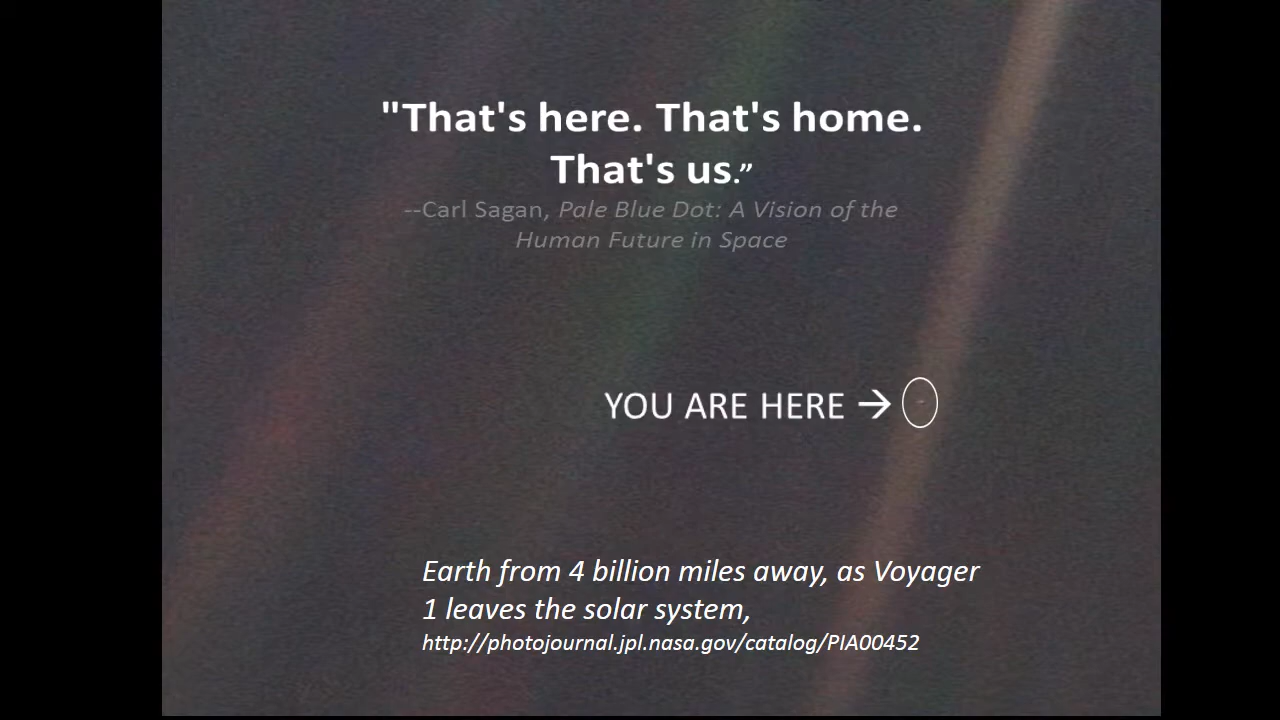 "That's here. That's home.
That's us.”
--Carl Sagan, Pale Blue Dot: A Vision of the
Human Future in Space
YOU ARE HERE →
Earth from 4 billion miles away, as Voyager
1 leaves the solar system,
http://photojournal.jpl.nasa.gov/catalog/PIA00452